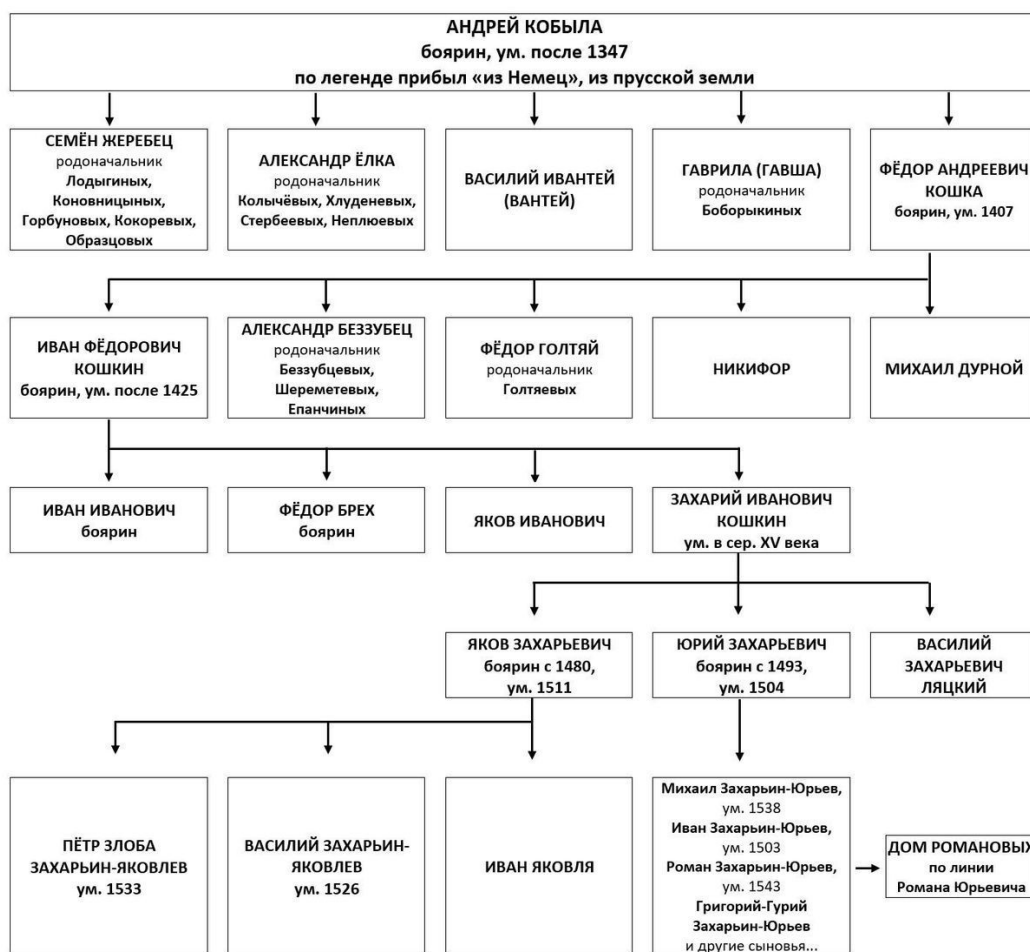 АНДРЕЙ КОБЫЛА
боярин, ум. после 1347
по легенде прибыл «из Немец», из прусской земли
СЕМЁН ЖЕРЕБЕЦ
родоначальник
Лодыгиных,
Коновницыных,
Горбуновых, Кокоревых,
Образцовых
АЛЕКСАНДР ЁЛКА
родоначальник
Колычёвых, Хлуденевых,
Стербеевых, Неплюевых
ВАСИЛИЙ ИВАНТЕЙ
(ВАНТЕЙ)
ГАВРИЛА (ГАВША)
родоначальник
Боборыкиных
ФЁДОР АНДРЕЕВИЧ
КОШКА
боярин, ум. 1407
ИВАН ФЁДОРОВИЧ
КОШКИН
боярин, ум. после 1425
АЛЕКСАНДР БЕЗЗУБЕЦ
родоначальник
Беззубцевых,
Шереметевых,
Епанчиных
ФЁДОР ГОЛТЯЙ
родоначальник
Голтяевых
НИКИФОР
МИХАИЛ ДУРНОЙ
ИВАН ИВАНОВИЧ
боярин
ФЁДОР БРЕХ
боярин
ЯКОВ ИВАНОВИЧ
ЗАХАРИЙ ИВАНОВИЧ
КОШКИН
ум. в сер. XV века
ЯКОВ ЗАХАРЬЕВИЧ
боярин с 1480,
ум. 1511
ЮРИЙ ЗАХАРЬЕВИЧ
боярин с 1493,
ум. 1504
ВАСИЛИЙ
ЗАХАРЬЕВИЧ
ЛЯЦКИЙ
ПЁТР ЗЛОБА
ЗАХАРЬИН-ЯКОВЛЕВ
ум. 1533
ВАСИЛИЙ ЗАХАРЬИН-
ЯКОВЛЕВ
ум. 1526
ИВАН ЯКОВЛЯ
Михаил Захарьин-Юрьев,
ум. 1538
Иван Захарьин-Юрьев,
ум. 1503
Роман Захарьин-Юрьев,
ум. 1543
Григорий-Гурий
Захарьин-Юрьев
и другие сыновья...
ДОМ РОМАНОВЫХ
по линии
Романа Юрьевича